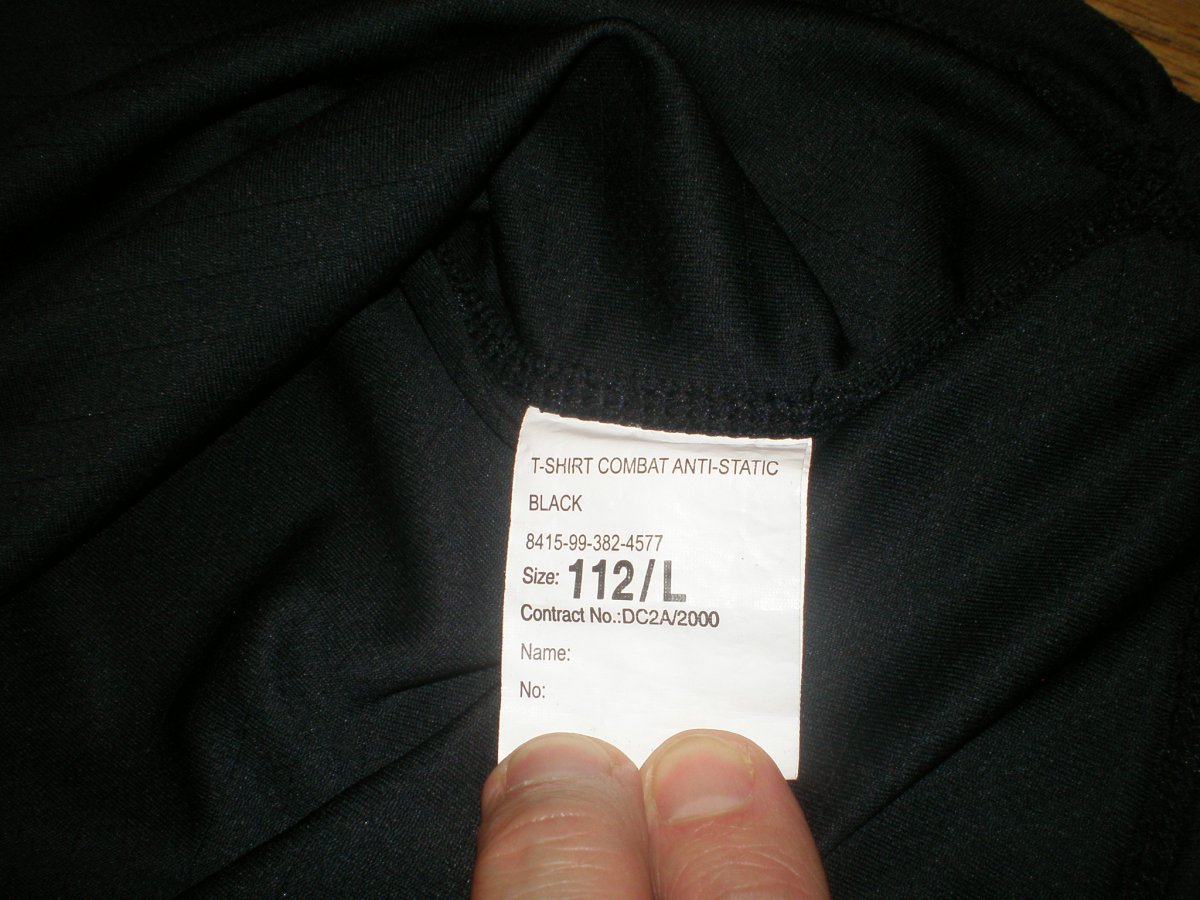 T-SHIRT COMBAT ANTI-STATIC
BLACK
8415-99-382-4577
Size: 112/L
Contract No.:DC2A/2000
Name:
No: